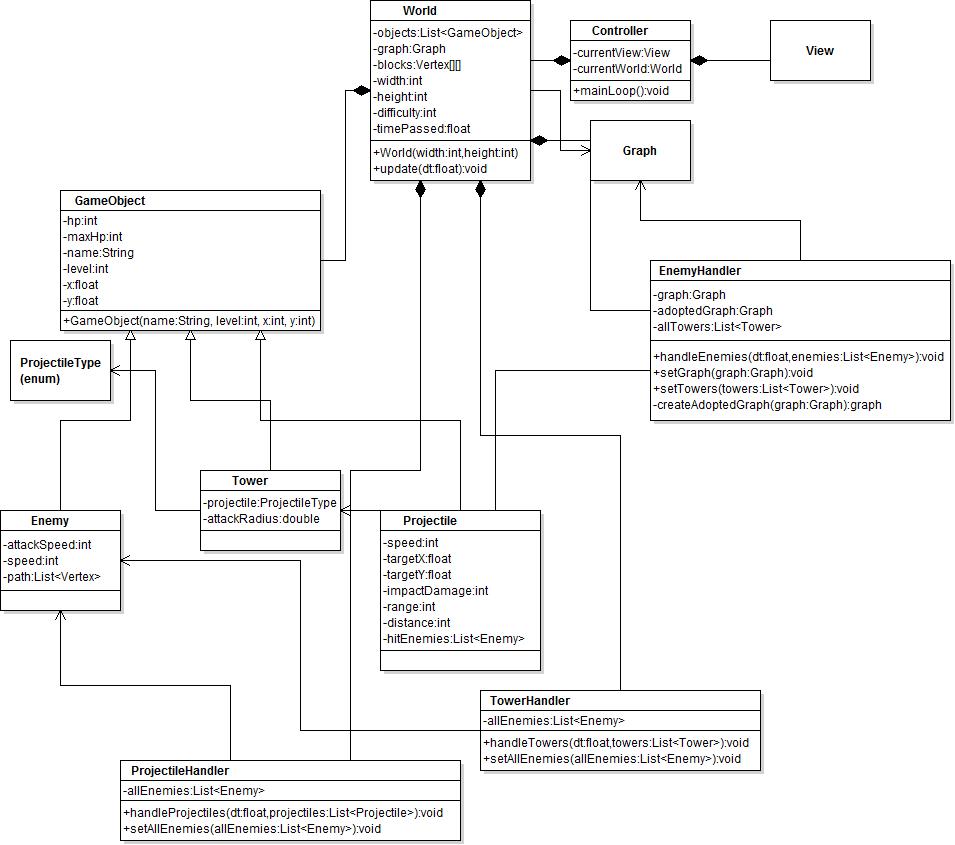 World
-objects:List<GameObject>
-graph:Graph
-blocks:Vertex[][]
-width:int
-height:int
-difficulty:int
-timePassed:float
+World(width:int,height:int)
+update(dt:float):void
Controller
-currentView:View
-currentWorld:World
+mainLoop():void
View
Graph
GameObject
-hp:int
-maxHp:int
-name:String
-level:int
-x:float
-y:float
+GameObject(name:String, level:int, x:int, y:int)
EnemyHandler
-graph:Graph
-adoptedGraph:Graph
-allTowers:List<Tower>
+handleEnemies(dt:float,enemies:List<Enemy>):void
+setGraph(graph:Graph):void
+setTowers(towers:List<Tower>):void
-createAdoptedGraph(graph:Graph):graph
ProjectileType
(enum)
Tower
-projectile:ProjectileType
-attackRadius:double
Enemy
-attackSpeed:int
-speed:int
-path:List<Vertex>
Projectile
-speed:int
-targetX:float
-targetY:float
-impactDamage:int
-range:int
-distance:int
-hitEnemies:List<Enemy>
TowerHandler
-allEnemies:List<Enemy>
+handleTowers(dt:float,towers:List<Tower>):void
+setAllEnemies(allEnemies:List<Enemy>):void
ProjectileHandler
-allEnemies:List<Enemy>
+handleProjectiles(dt:float,projectiles:List<Projectile>):void
+setAllEnemies(allEnemies:List<Enemy>):void